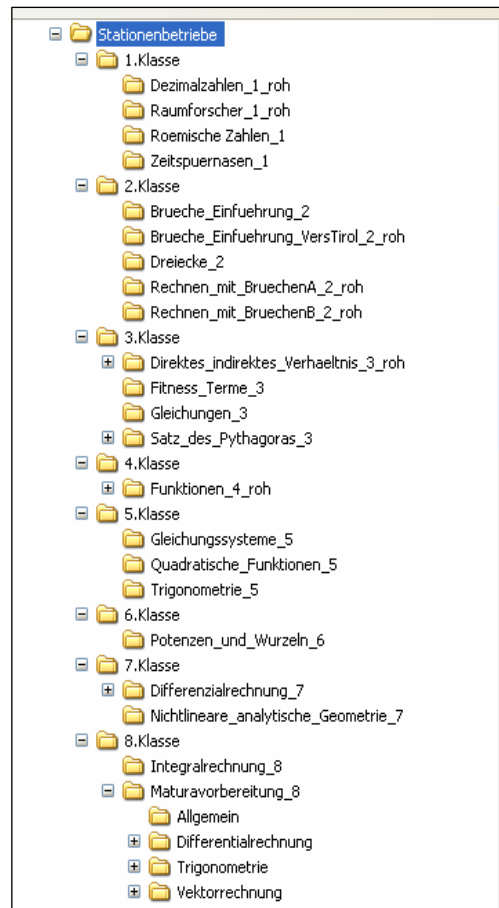 Stationenbetriebe
1.Klasse
Dezimalzahlen_1_roh
Raumforscher_1_roh
Roemische Zahlen_1
Zeitspuernasen_1
2.Klasse
Brueche_Einfuehrung_2
Brueche_Einfuehrung_VersTirol_2_roh
Dreiecke_2
Rechnen_mit_BruechenA_2_roh
Rechnen_mit_BruechenB_2_roh
3.Klasse
Direktes_indirektes_Verhaeltnis_3_roh
Fitness_Terme_3
Gleichungen_3
Satz_des_Pythagoras_3
4.Klasse
Funktionen_4_roh
5.Klasse
Gleichungssysteme_5
Quadratische_Funktionen_5
Trigonometrie_5
6.Klasse
Potenzen_und_Wurzeln_6
7.Klasse
Differenzialrechnung_7
Nichtlineare_analytische_Geometrie_7
8.Klasse
Integralrechnung_8
Maturavorbereitung_8
Allgemein
Differentialrechnung
Trigonometrie
Vektorrechnung